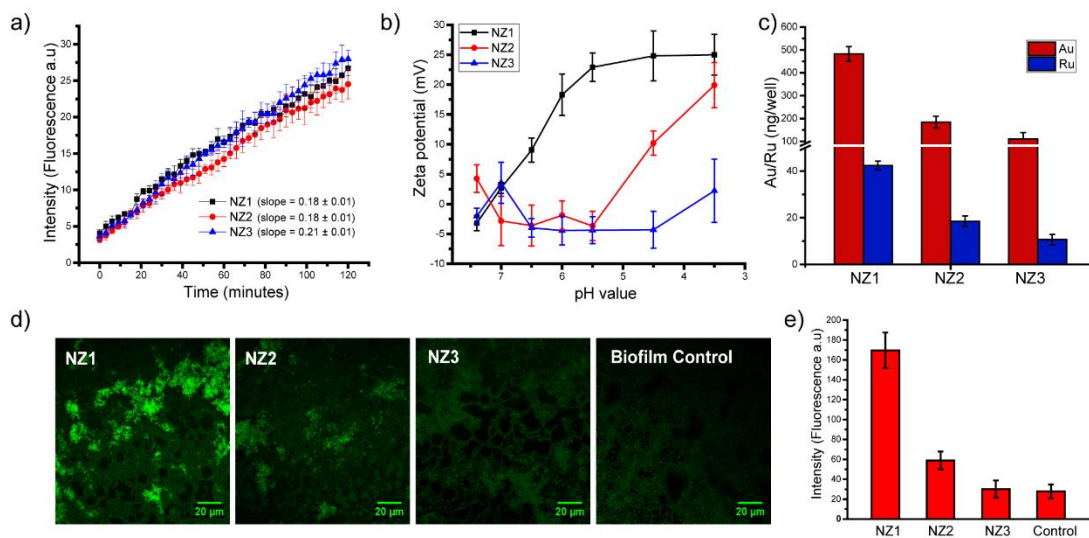 a)
Intensity (Fluorescence a.u)
30
25
20
15
10
5
0
NZ1 (slope = 0.18 ± 0.01)
NZ2 (slope = 0.18 ± 0.01)
NZ3 (slope = 0.21 ± 0.01)
0 20 40 60 80 100 120
Time (minutes)
b)
Zeta potential (mV)
30
25
20
15
10
5
0
-5
-10
NZ1
NZ2
NZ3
7 6 5 4 3
pH value
c)
Au/Ru (ng/well)
500
400
300
200
100
40
20
0
Au
Ru
NZ1 NZ2 NZ3
d)
NZ1 NZ2 NZ3 Biofilm Control
20 µm 20 µm 20 µm 20 µm
e)
Intensity (Fluorescence a.u)
200
180
160
140
120
100
80
60
40
20
0
NZ1 NZ2 NZ3 Control